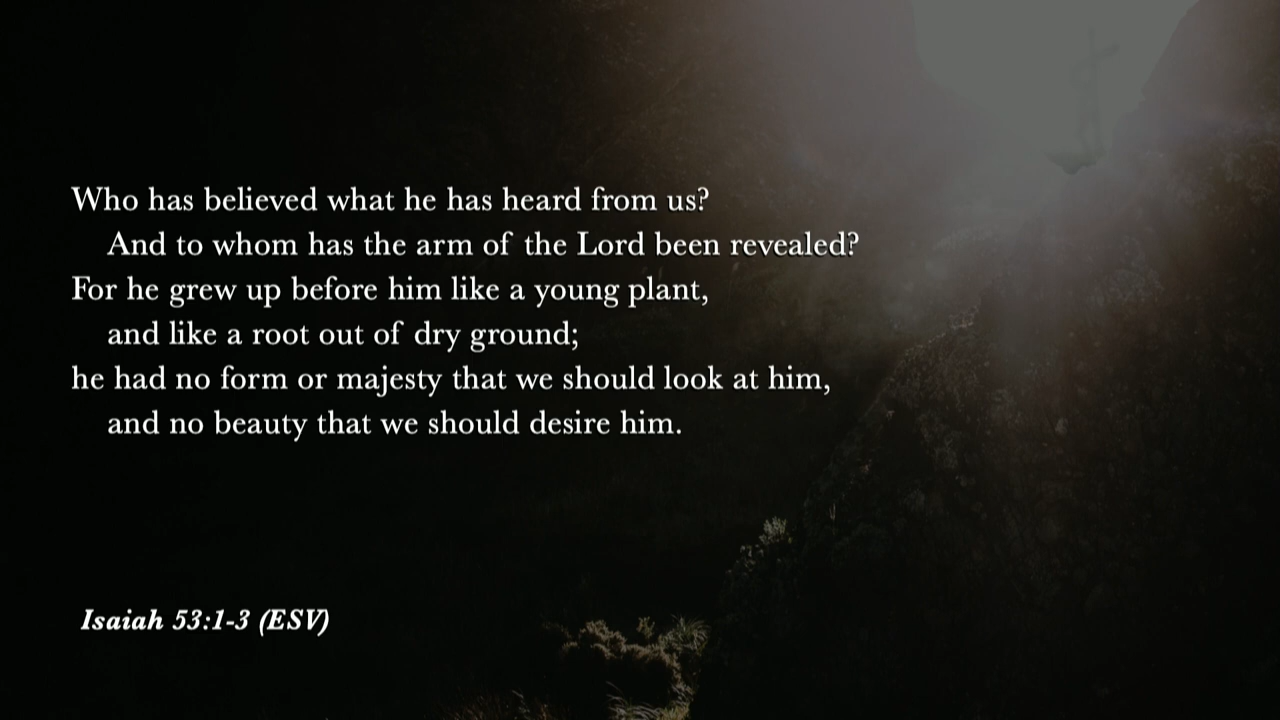 Who has believed what he has heard from us?
And to whom has the arm of the Lord been revealed?
For he grew up before him like a young plant,
and like a root out of dry ground;
he had no form or majesty that we should look at him,
and no beauty that we should desire him.
Isaiah 53:1-3 (ESV)